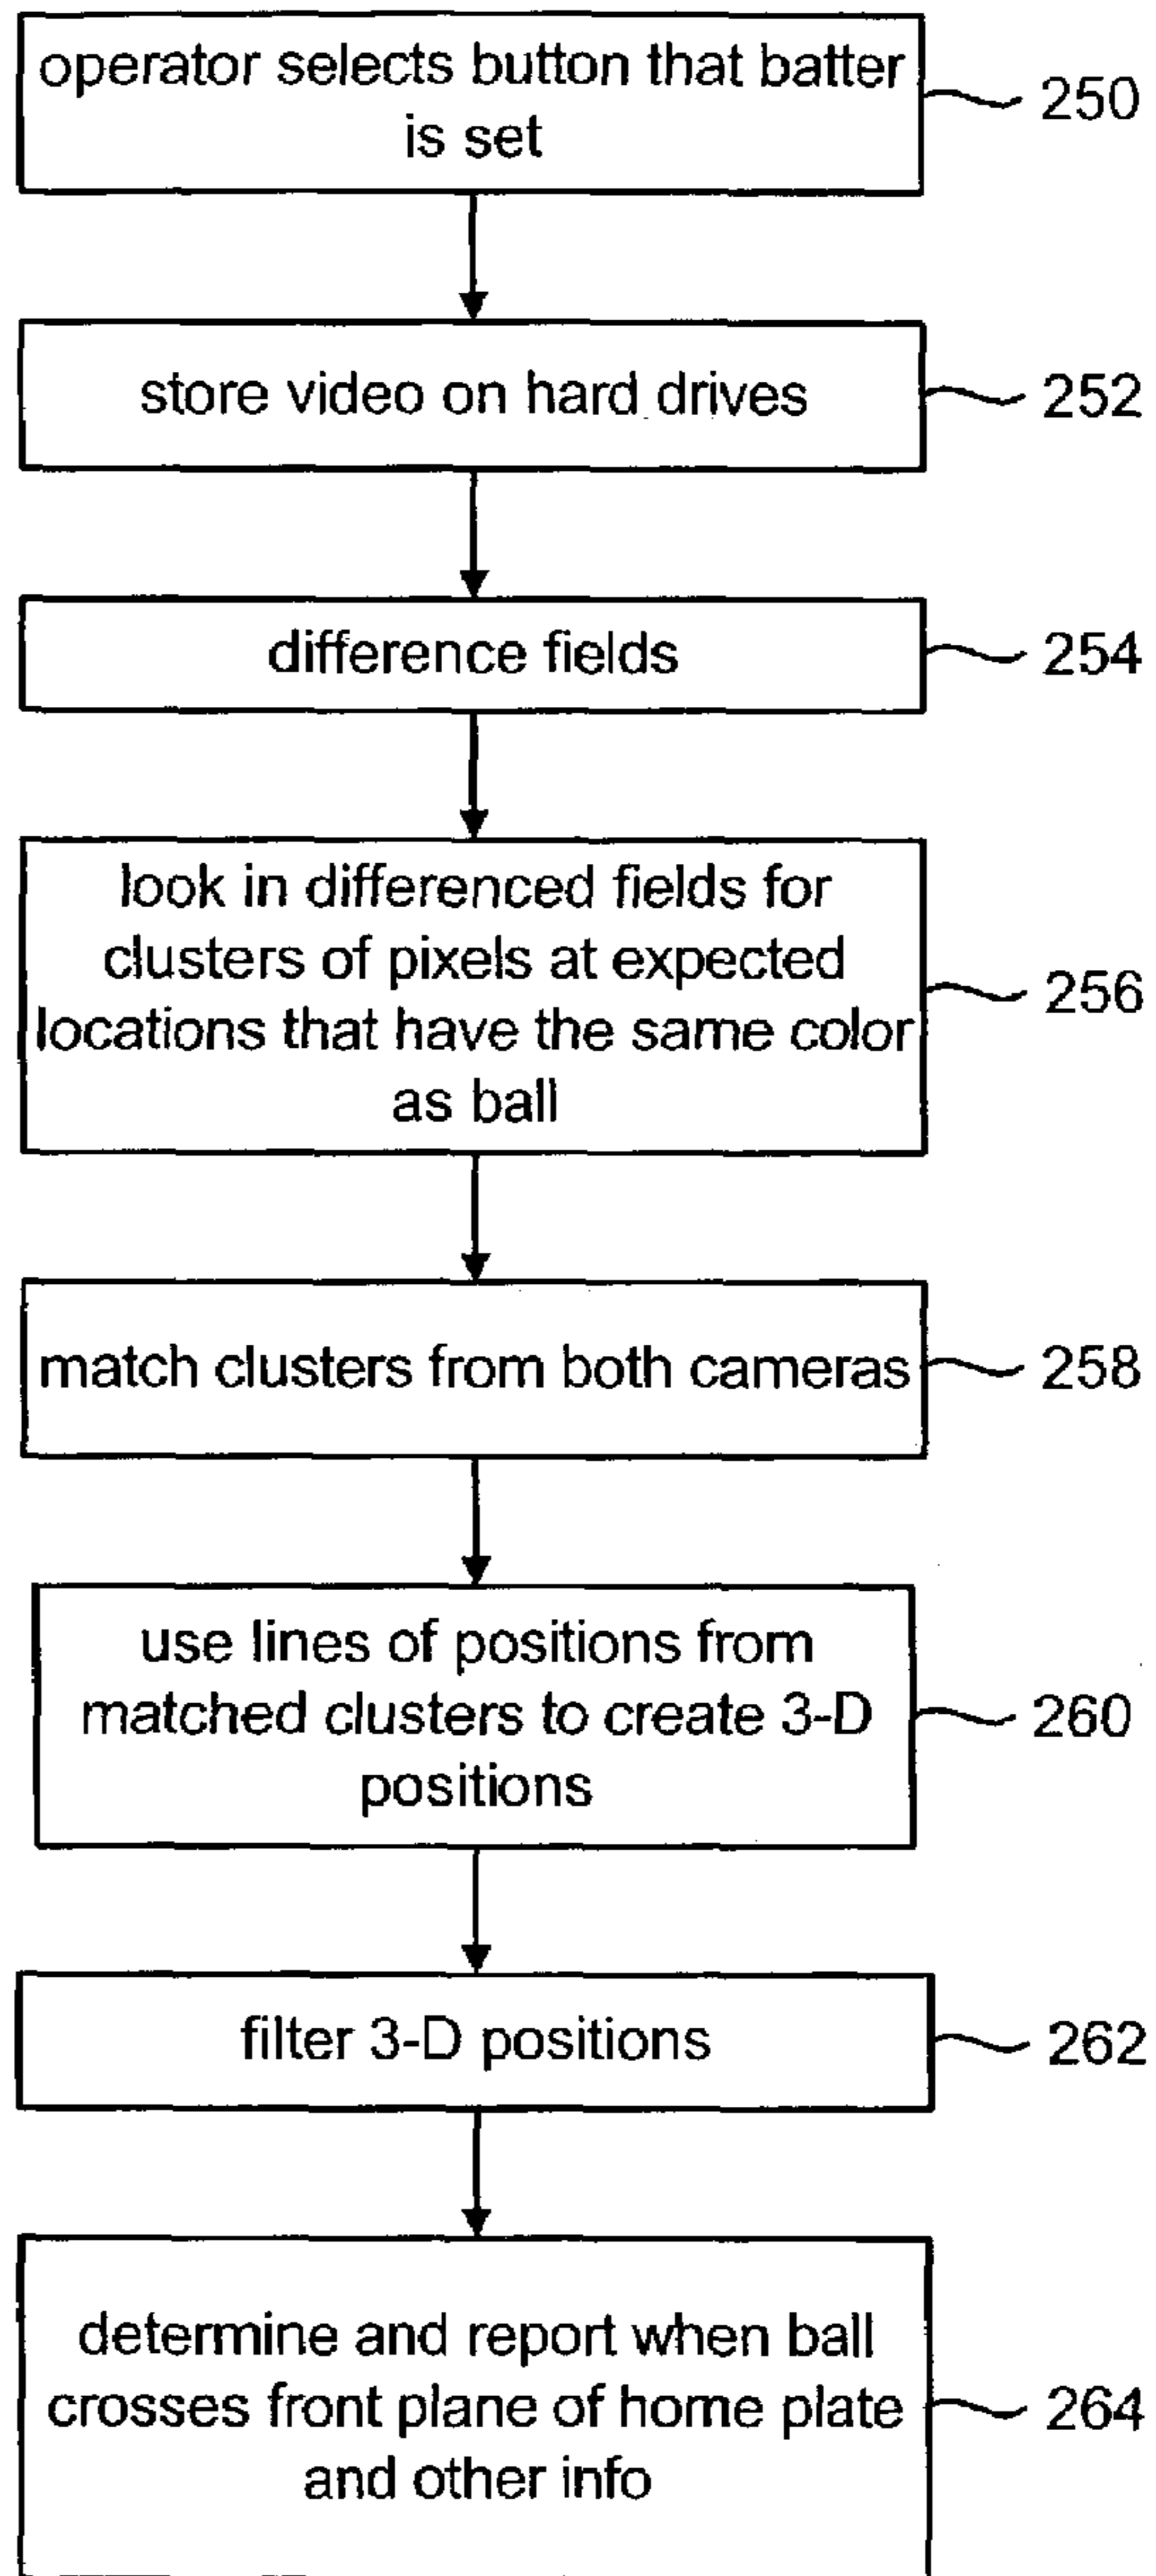 operator selects button that batter
is set
250
store video on hard drives
252
difference fields
254
look in differenced fields for
clusters of pixels at expected
locations that have the same color
as ball
256
match clusters from both cameras
258
use lines of positions from
matched clusters to create 3-D
positions
260
filter 3-D positions
262
determine and report when ball
crosses front plane of home plate
and other info
264